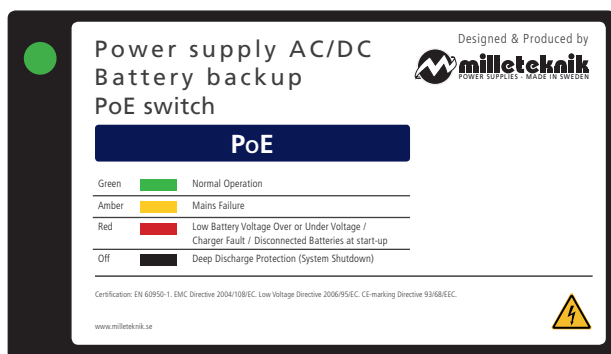 Power supply AC/DC
Battery backup
PoE switch
Designed & Produced by
milleteknik
POWER SUPPLIES - MADE IN SWEDEN
PoE
Green Normal Operation
Amber Mains Failure
Red Low Battery Voltage Over or Under Voltage /
Charger Fault / Disconnected Batteries at start-up
Off Deep Discharge Protection (System Shutdown)
Certification: EN 60950-1. EMC Directive 2004/108/EC. Low Voltage Directive 2006/95/EC. CE-marking Directive 93/68/EEC.
www.milleteknik.se